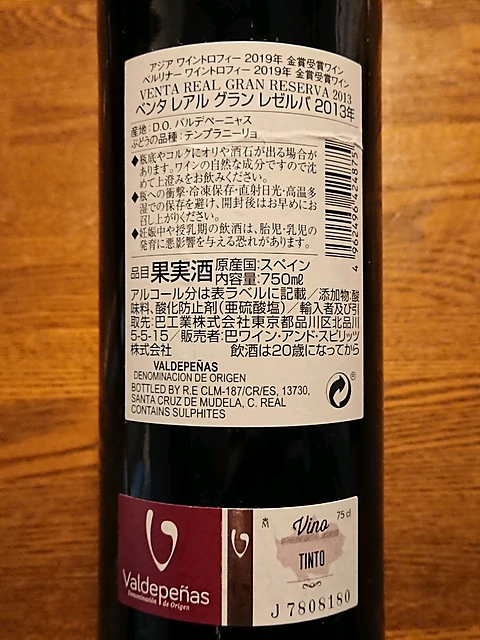 アジア ワイントロフィー 2019年 金賞受賞ワイン
ベルリナー ワイントロフィー 2019年 金賞受賞ワイン
VENTA REAL GRAN RESERVA 2013
ベンタ レアル グラン レゼルバ 2013年
産地:D.O. バルデペーニャス
ぶどうの品種:テンプラニーリョ
◆瓶底やコルクにオリや酒石が出る場合が
あります。ワインの自然な成分ですので沈
めて上澄みをお飲みください。
◆瓶への衝撃・冷凍保存・直射日光・高温多
湿での保存を避け、開封後はお早めにお
召し上がりください。
◆妊娠中や授乳期の飲酒は、胎児・乳児の
発育に悪影響を与える恐れがあります。
4 962496 424875
品目 果実酒 原産国:スペイン
内容量:750㎖
アルコール分は表ラベルに記載/添加物:酸
味料、酸化防止剤(亜硫酸塩)/輸入者及び引
取先:巴工業株式会社東京都品川区北品川
5-5-15/販売者:巴ワイン・アンド・スピリッツ
株式会社 飲酒は20歳になってから
VALDEPEÑAS
DENOMINACION DE ORIGEN
BOTTLED BY R.E CLM-187/CR/ES, 13730,
SANTA CRUZ DE MUDELA, C. REAL
CONTAINS SULPHITES
Valdepeñas
Denominación de Origen
75 cl
Vino
TINTO
J 7808180